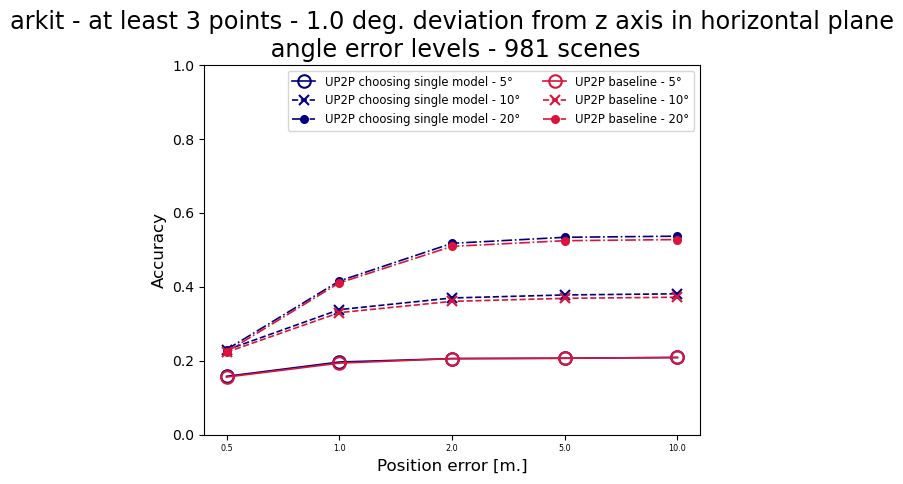 arkit - at least 3 points - 1.0 deg. deviation from z axis in horizontal plane
angle error levels - 981 scenes
UP2P choosing single model - 5°
UP2P choosing single model - 10°
UP2P choosing single model - 20°
UP2P baseline - 5°
UP2P baseline - 10°
UP2P baseline - 20°
1.0
0.8
0.6
0.4
0.2
0.0
Accuracy
0.5 1.0 2.0 5.0 10.0
Position error [m.]